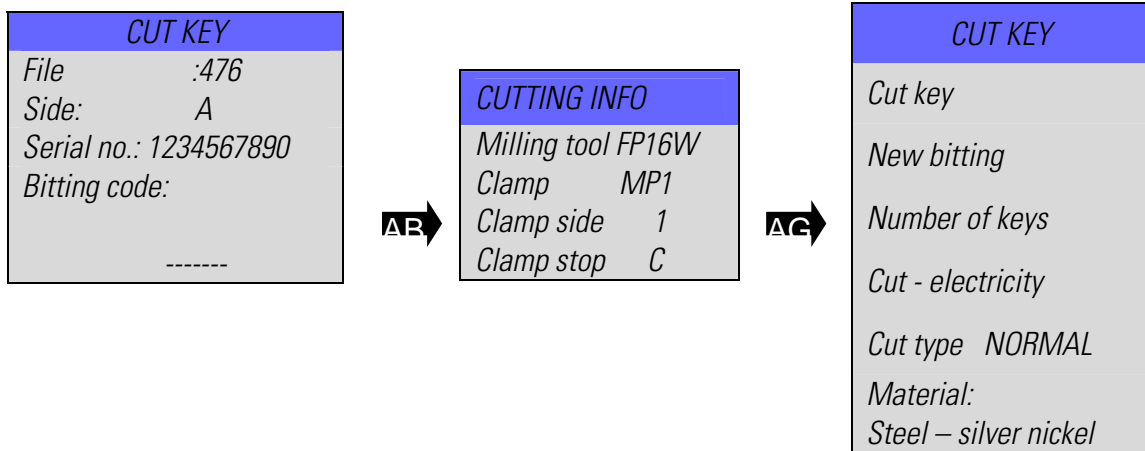 CUT KEY
File :476
Side: A
Serial no.: 1234567890
Bitting code:
-------
AB
CUTTING INFO
Milling tool FP16W
Clamp MP1
Clamp side 1
Clamp stop C
AG
CUT KEY
Cut key
New bitting
Number of keys
Cut - electricity
Cut type NORMAL
Material:
Steel – silver nickel